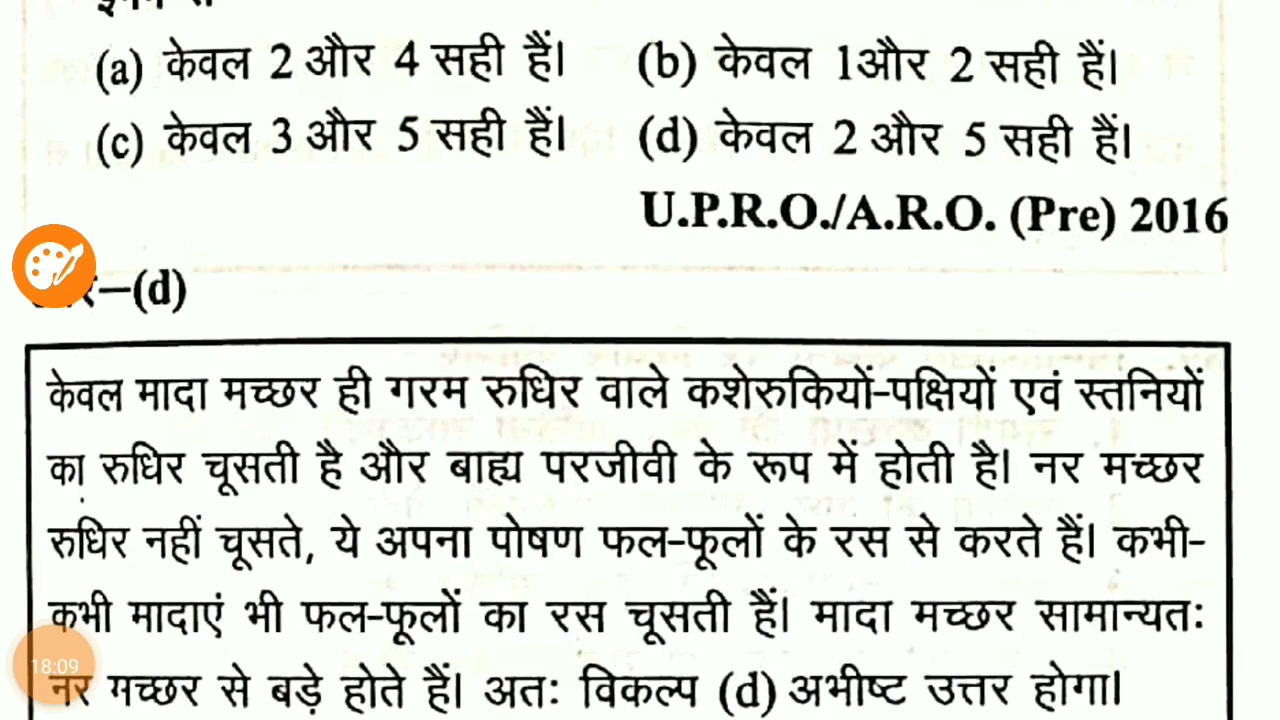 (a) केवल 2 और 4 सही हैं। (b) केवल 1और 2 सही हैं।
(c) केवल 3 और 5 सही हैं। (d) केवल 2 और 5 सही हैं।
U.P.R.O./A.R.O. (Pre) 2016
–(d)
केवल मादा मच्छर ही गरम रुधिर वाले कशेरुकियों-पक्षियों एवं स्तनियों
का रुधिर चूसती है और बाह्य परजीवी के रूप में होती है। नर मच्छर
रुधिर नहीं चूसते, ये अपना पोषण फल-फूलों के रस से करते हैं। कभी-
कभी मादाएं भी फल-फूलों का रस चूसती हैं। मादा मच्छर सामान्यतः
18:09
नर मच्छर से बड़े होते हैं। अतः विकल्प (d) अभीष्ट उत्तर होगा।